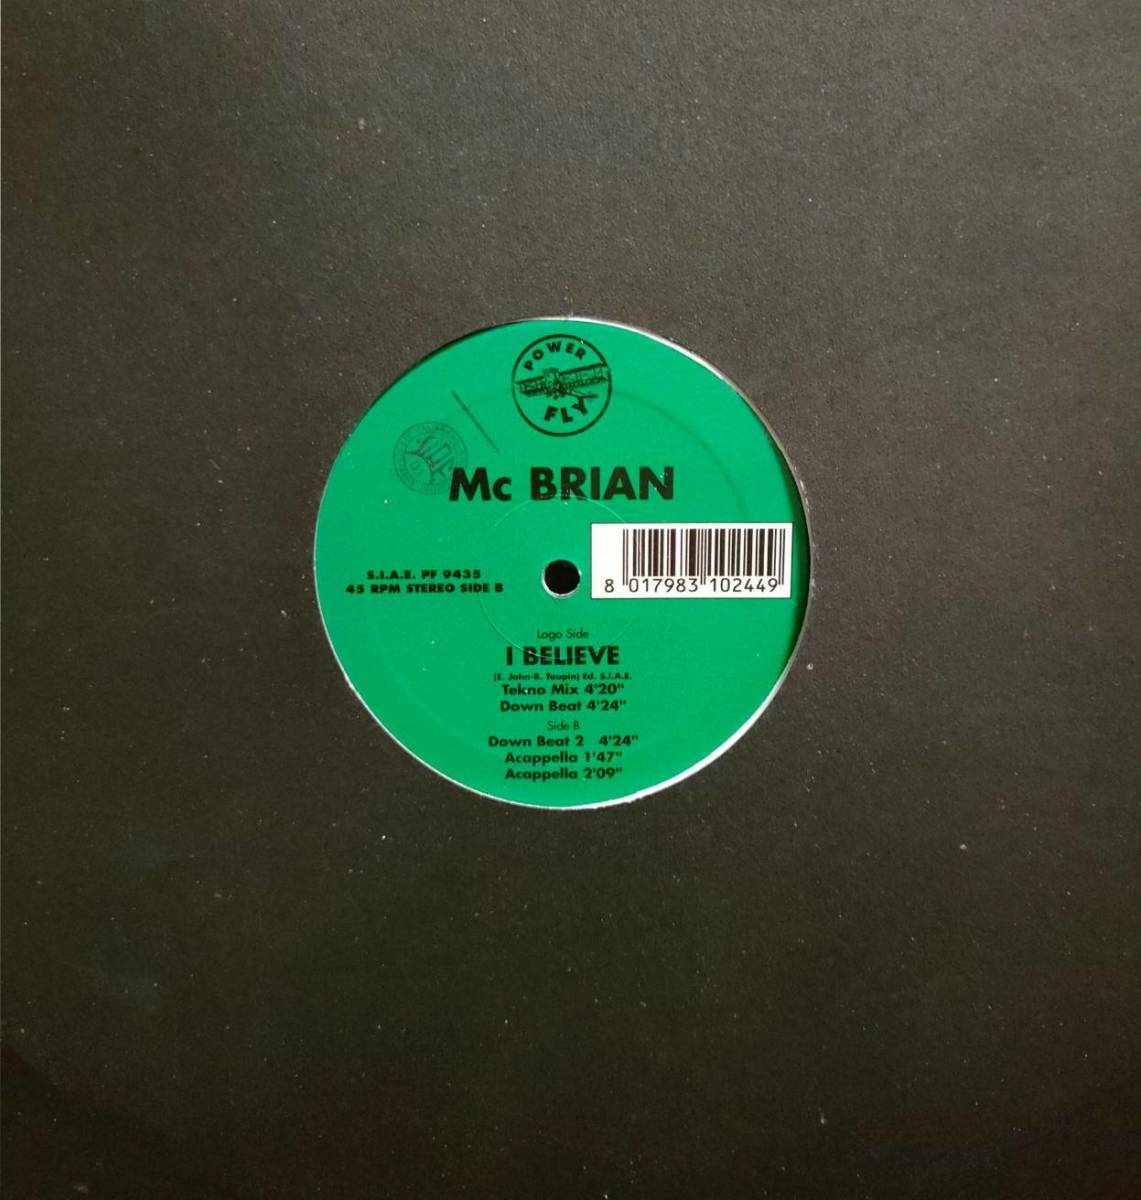 POWER
FLY
Mc BRIAN
S.I.A.E. PF 9435
45 RPM STEREO SIDE B
8 017983 102449
Logo Side
I BELIEVE
(E. John-B. Taupin) Ed. S.I.A.E.
Tekno Mix 4'20"
Down Beat 4'24"
Side B
Down Beat 2 4'24"
Acappella 1'47"
Acappella 2'09"